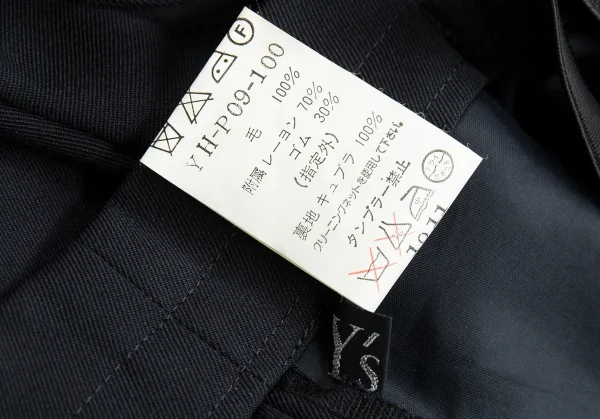 F
YH-P09-100
毛 100%
附属 レーヨン 70%
ゴム 30%
(指定外)
裏地 キュプラ 100%
クリーニングネットを使用して下さい。
タンブラー禁止
1011
Y's